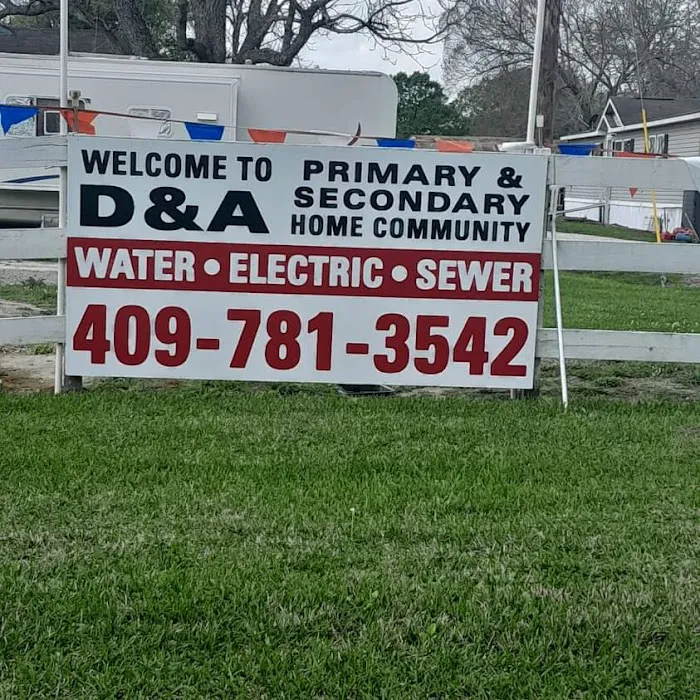 WELCOME TO
D&A
PRIMARY &
SECONDARY
HOME COMMUNITY
WATER • ELECTRIC • SEWER
409-781-3542